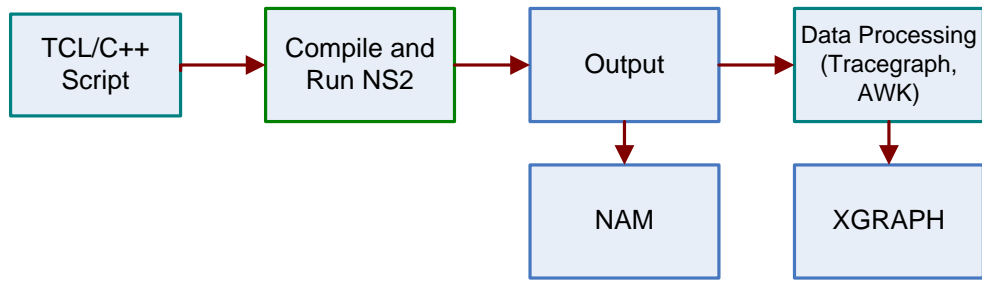 TCL/C++
Script
Compile and
Run NS2
Output
Data Processing
(Tracegraph,
AWK)
NAM
XGRAPH